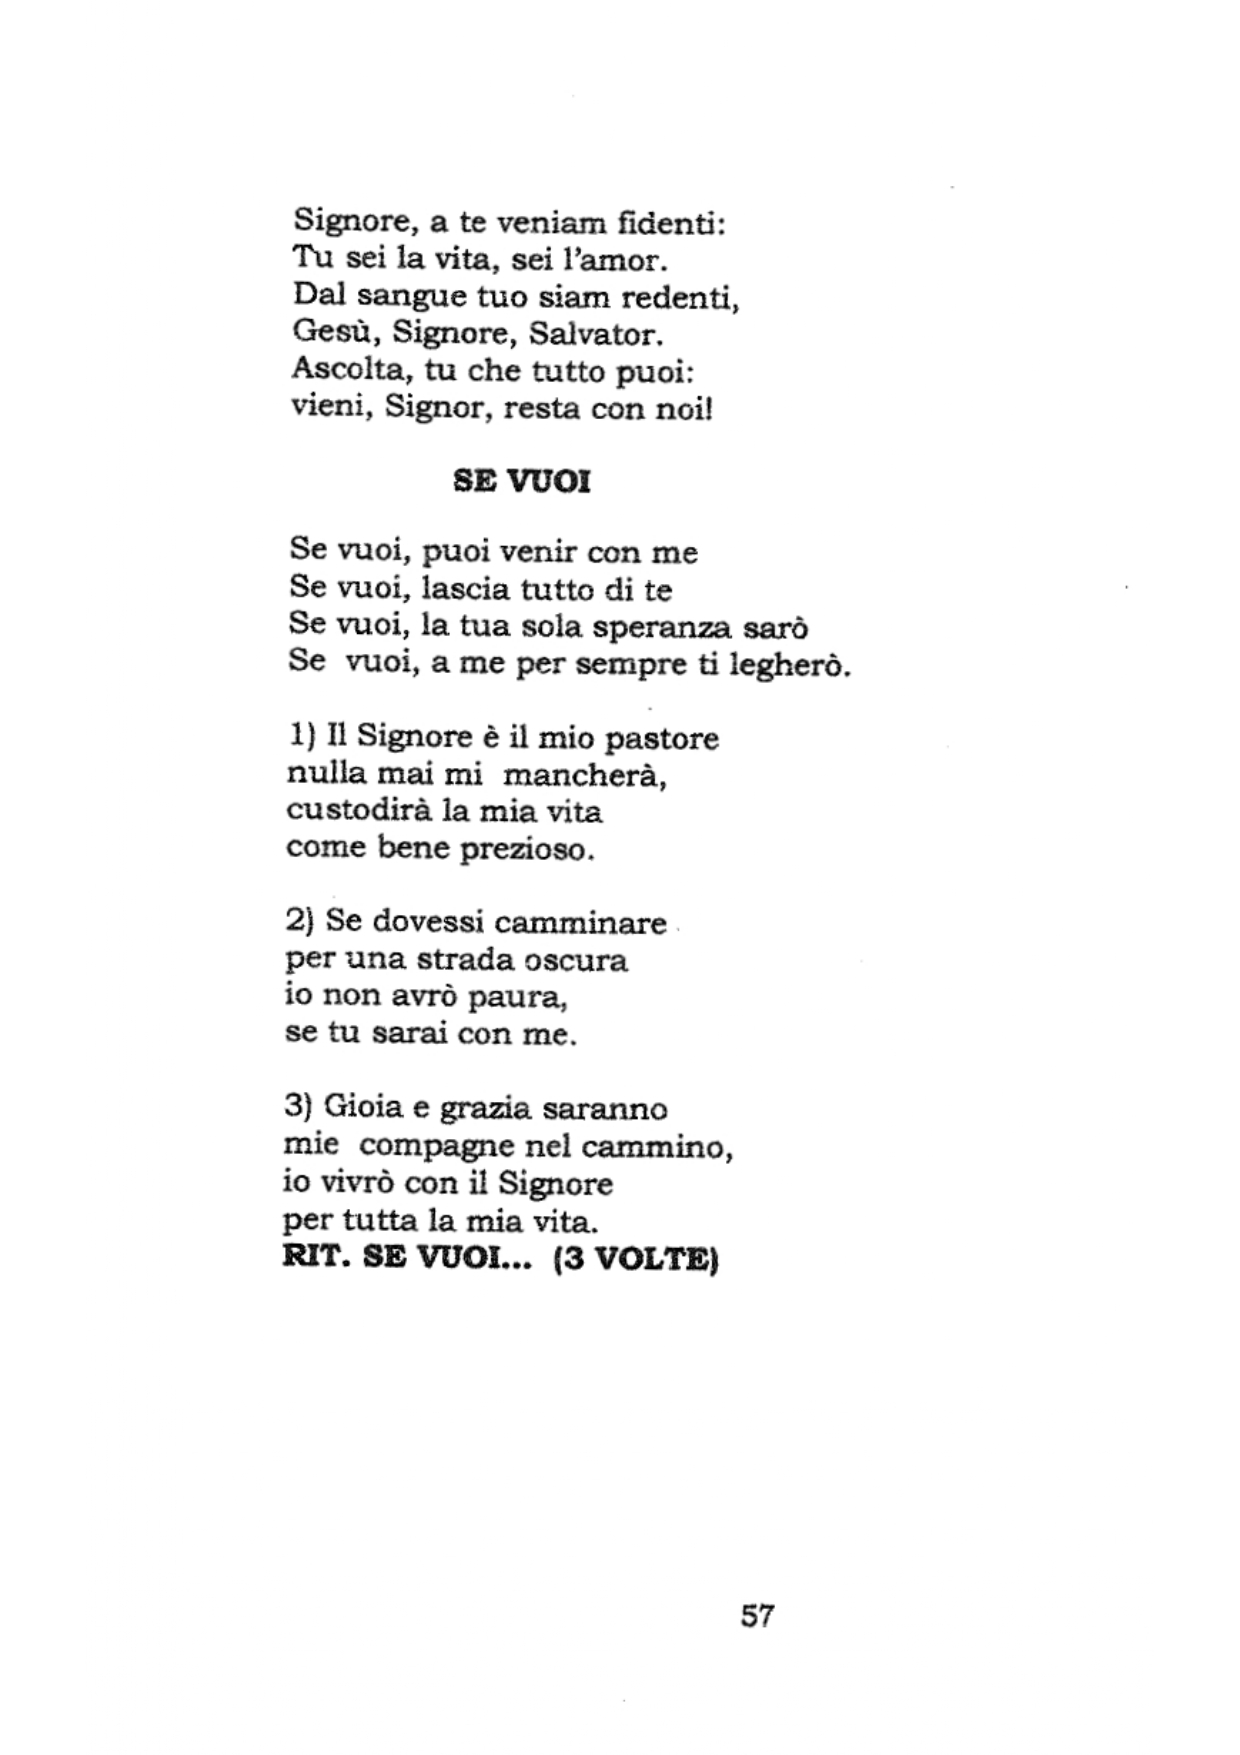 Signore, a te veniam fidenti:
Tu sei la vita, sei l'amor.
Dal sangue tuo siam redenti,
Gesù, Signore, Salvator.
Ascolta, tu che tutto puoi:
vieni, Signor, resta con noi!
SE VUOI
Se vuoi, puoi venir con me
Se vuoi, lascia tutto di te
Se vuoi, la tua sola speranza sarò
Se vuoi, a me per sempre ti legherò.
1) Il Signore è il mio pastore
nulla mai mi mancherà,
custodirà la mia vita
come bene prezioso.
2) Se dovessi camminare
per una strada oscura
io non avrò paura,
se tu sarai con me.
3) Gioia e grazia saranno
mie compagne nel cammino,
io vivrò con il Signore
per tutta la mia vita.
RIT. SE VUOI... (3 VOLTE)
57